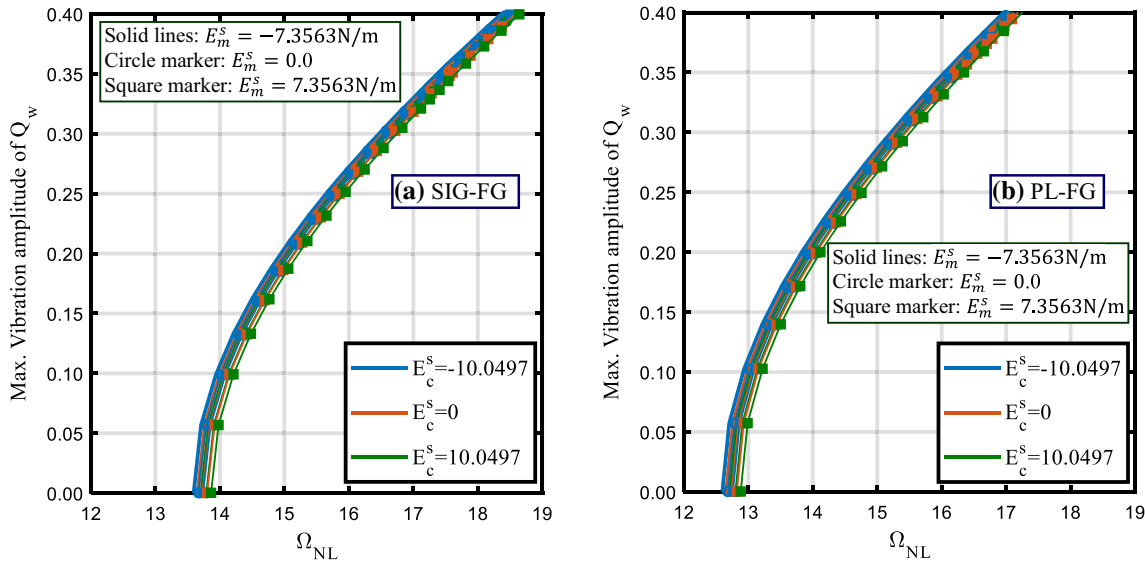 Max. Vibration amplitude of Q_w
0.40
0.35
0.30
0.25
0.20
0.15
0.10
0.05
0.00
Solid lines: E_m^s = −7.3563N/m
Circle marker: E_m^s = 0.0
Square marker: E_m^s = 7.3563N/m
(a) SIG-FG
E_c^s=-10.0497
E_c^s=0
E_c^s=10.0497
12 13 14 15 16 17 18 19
Ω_NL
Max. Vibration amplitude of Q_w
0.40
0.35
0.30
0.25
0.20
0.15
0.10
0.05
0.00
(b) PL-FG
Solid lines: E_m^s = −7.3563N/m
Circle marker: E_m^s = 0.0
Square marker: E_m^s = 7.3563N/m
E_c^s=-10.0497
E_c^s=0
E_c^s=10.0497
12 13 14 15 16 17 18 19
Ω_NL